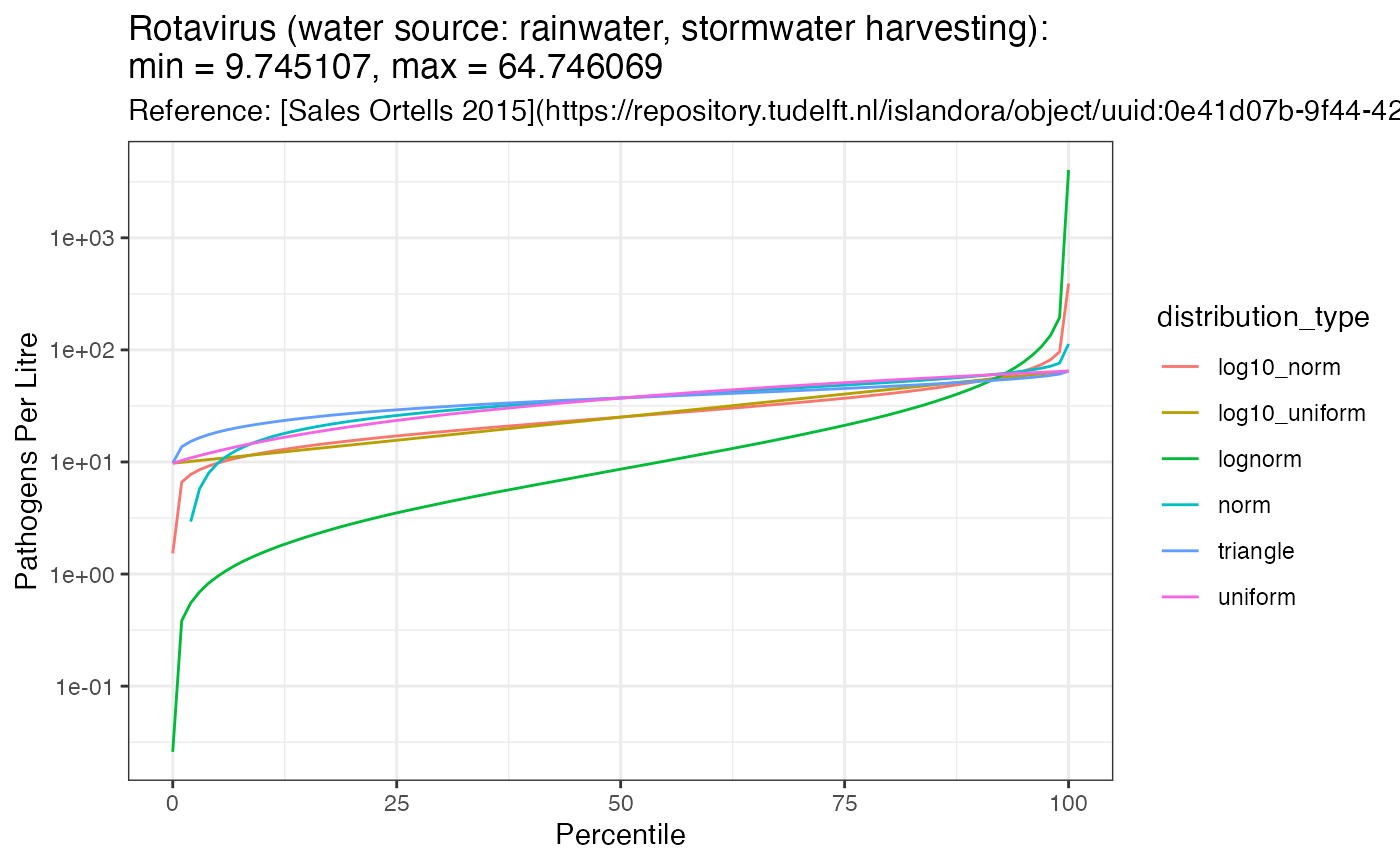 Rotavirus (water source: rainwater, stormwater harvesting):
min = 9.745107, max = 64.746069
Reference: [Sales Ortells 2015](https://repository.tudelft.nl/islandora/object/uuid:0e41d07b-9f44-42
Pathogens Per Litre
1e+03
1e+02
1e+01
1e+00
1e-01
0
25
50
75
100
Percentile
distribution_type
log10_norm
log10_uniform
lognorm
norm
triangle
uniform